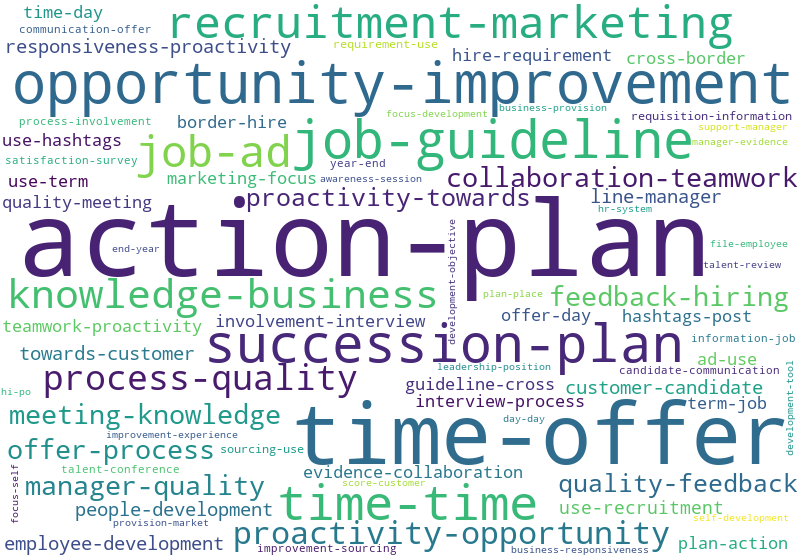 time-day
communication-offer
recruitment-marketing
responsiveness-proactivity
requirement-use
hire-requirement
cross-border
opportunity-improvement
process-involvement
border-hire
focus-development
business-provision
requisition-information
use-hashtags
job-ad
job-guideline
support-manager
manager-evidence
satisfaction-survey
year-end
use-term
marketing-focus
awareness-session
collaboration-teamwork
quality-meeting
proactivity-towards
line-manager
hr-system
action-plan
end-year
development-objective
file-employee
talent-review
knowledge-business
plan-place
feedback-hiring
teamwork-proactivity
involvement-interview
offer-day
hashtags-post
towards-customer
succession-plan
information-job
ad-use
hi-po
process-quality
leadership-position
candidate-communication
guideline-cross
customer-candidate
development-tool
meeting-knowledge
interview-process
term-job
time-offer
day-day
improvement-experience
offer-process
sourcing-use
focus-self
talent-conference
evidence-collaboration
manager-quality
score-customer
quality-feedback
people-development
time-time
use-recruitment
provision-market
self-development
employee-development
proactivity-opportunity
improvement-sourcing
business-responsiveness
plan-action